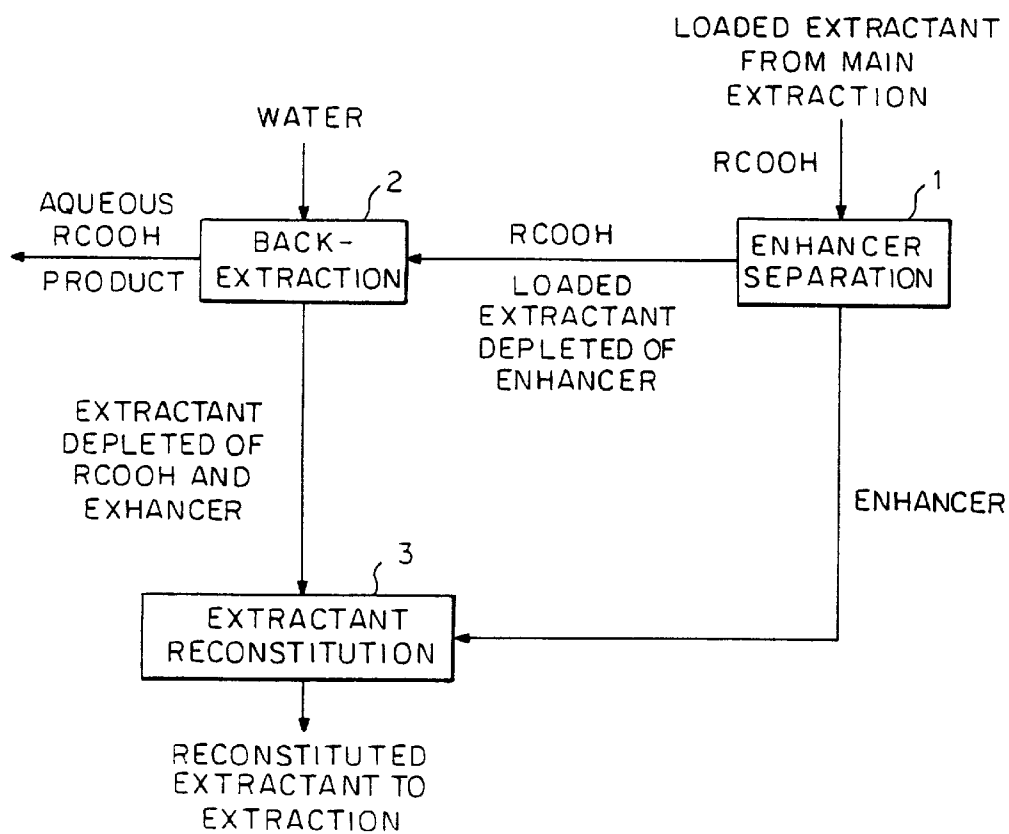 LOADED EXTRACTANT
FROM MAIN
EXTRACTION
WATER
RCOOH
2
1
AQUEOUS
RCOOH
PRODUCT
BACK-
EXTRACTION
RCOOH
LOADED
EXTRACTANT
DEPLETED OF
ENHANCER
ENHANCER
SEPARATION
EXTRACTANT
DEPLETED OF
RCOOH AND
EXHANCER
ENHANCER
3
EXTRACTANT
RECONSTITUTION
RECONSTITUTED
EXTRACTANT TO
EXTRACTION